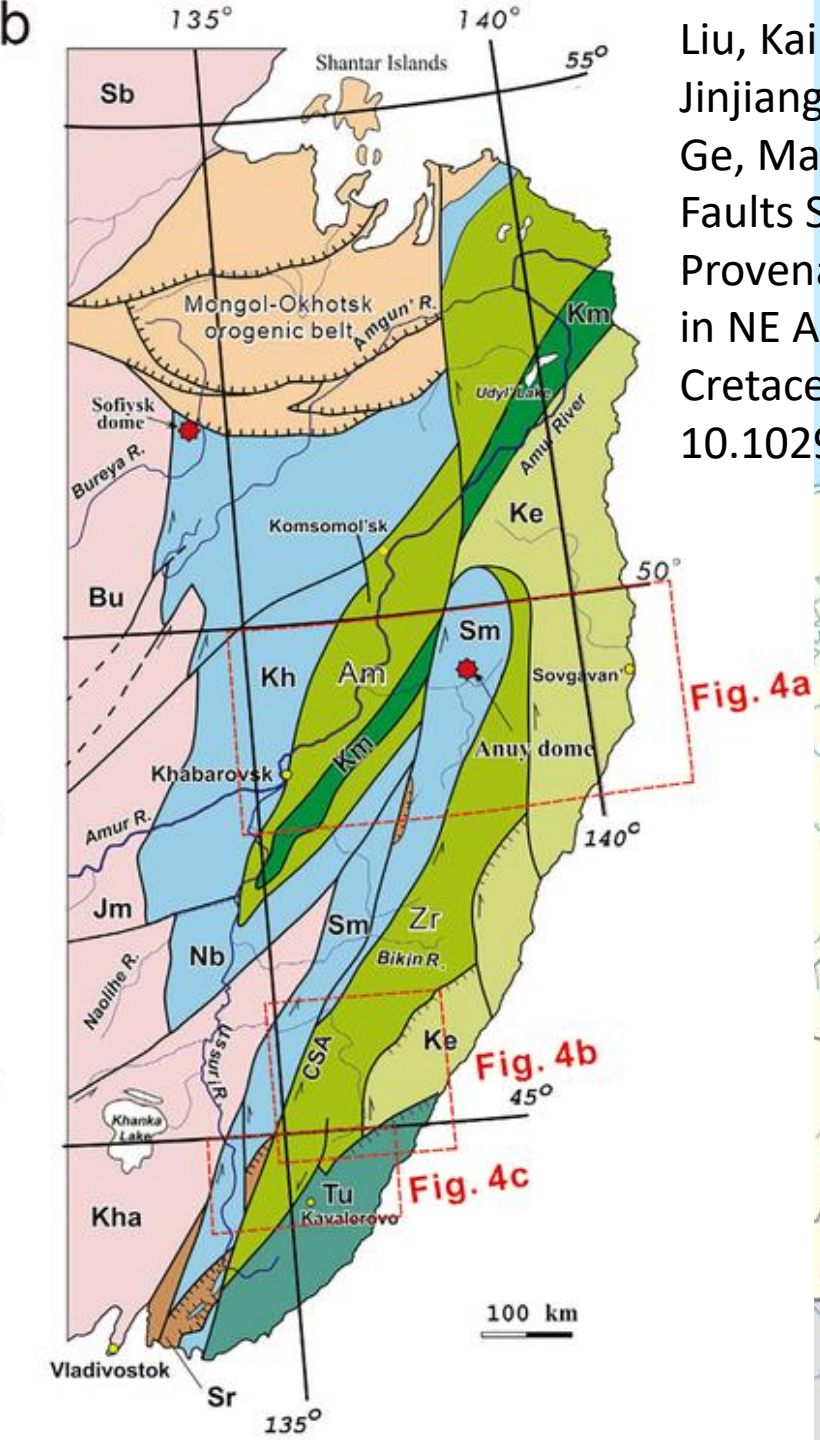 b
135°
140°
Shantar Islands
55°
Sb
Mongol-Okhotsk
orogenic belt
Amgun' R.
Km
Sofiysk
dome
Udyl' Lake
Bureya R.
Amur River
Ke
Komsomol'sk
50°
Bu
Sm
Kh
Am
Sovgavan'
Fig. 4a
Km
Anuy dome
Khabarovsk
Amur R.
140°
Jm
Sm
Zr
Nb
Bikin R.
Naolihe R.
Ussuri R.
CSA
Ke
Fig. 4b
45°
Khanka
Lake
Fig. 4c
Tu
Kavalerovo
Kha
100 km
Vladivostok
Sr
135°
Liu, Kai
Jinjiang
Ge, Ma
Faults S
Provena
in NE A
Cretace
10.1029